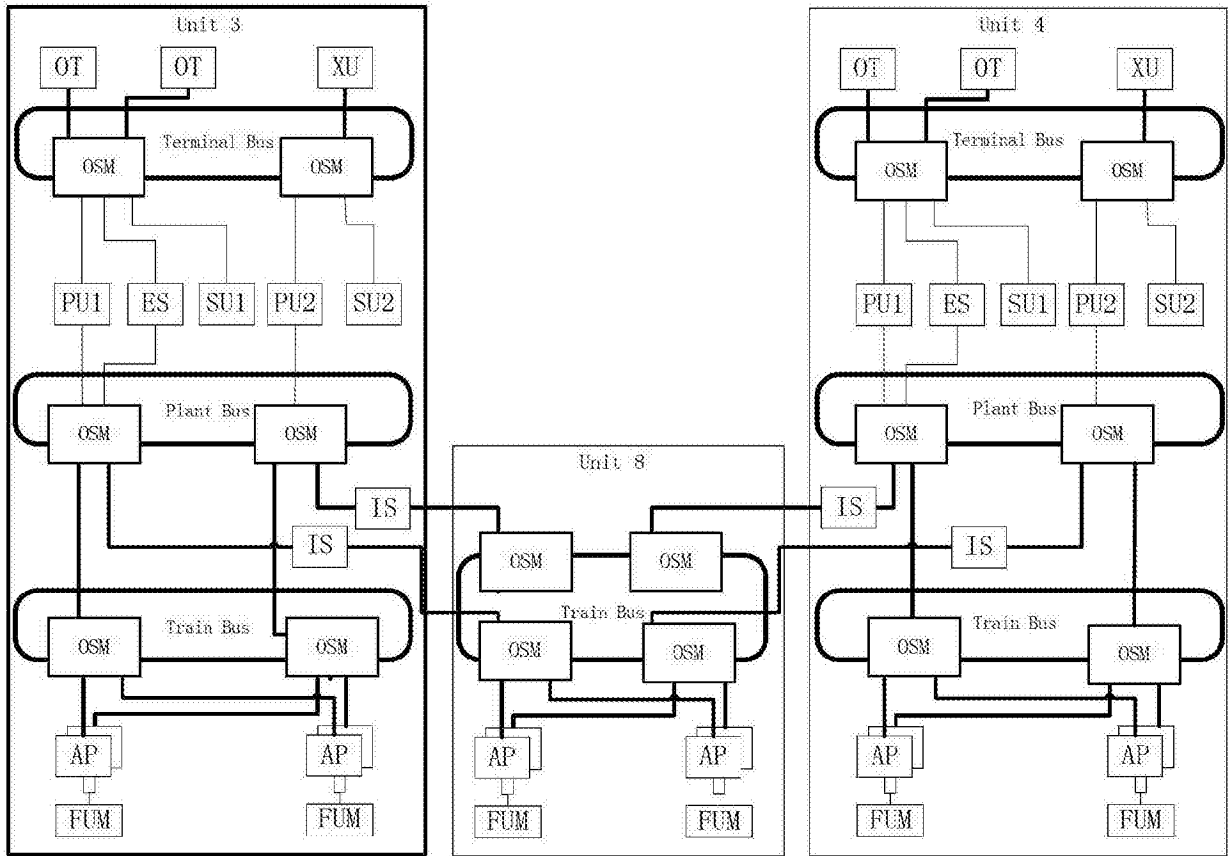 Unit 3
OT OT XU
Terminal Bus
OSM OSM
PU1 ES SU1 PU2 SU2
Plant Bus
OSM OSM
IS
IS
Train Bus
OSM OSM
AP AP
FUM FUM
Unit 8
OSM OSM
Train Bus
OSM OSM
AP AP
FUM FUM
Unit 4
OT OT XU
Terminal Bus
OSM OSM
PU1 ES SU1 PU2 SU2
Plant Bus
OSM OSM
IS
IS
Train Bus
OSM OSM
AP AP
FUM FUM